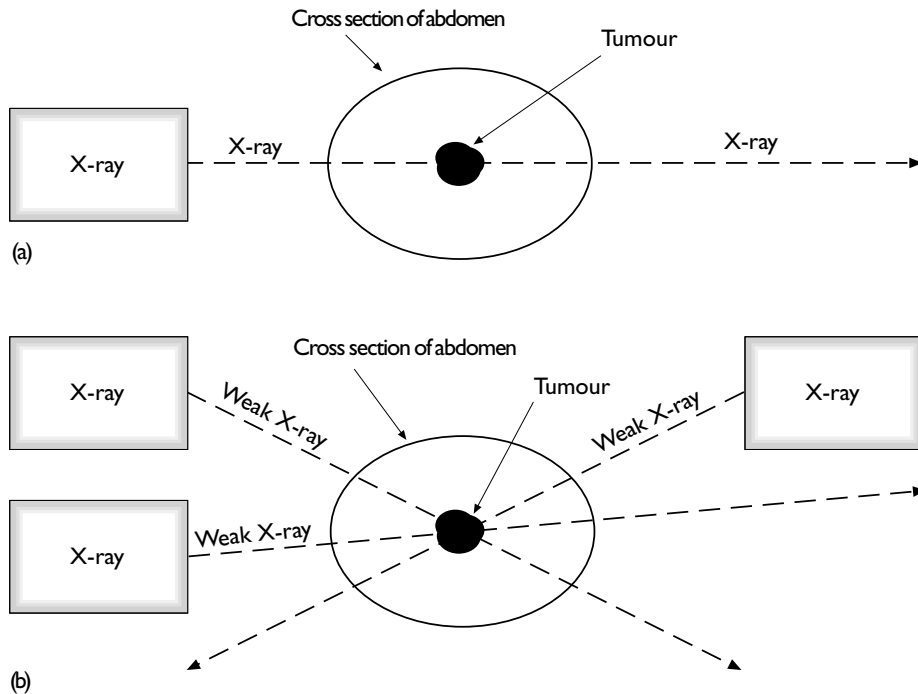 Cross section of abdomen
Tumour
X-ray
X-ray
X-ray
(a)
Cross section of abdomen
Tumour
X-ray
Weak X-ray
Weak X-ray
X-ray
Weak X-ray
X-ray
(b)